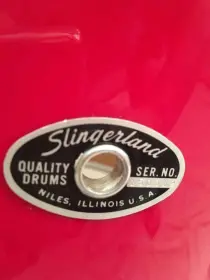 Slingerland
QUALITY DRUMS
SER. NO.
NILES, ILLINOIS U.S.A.